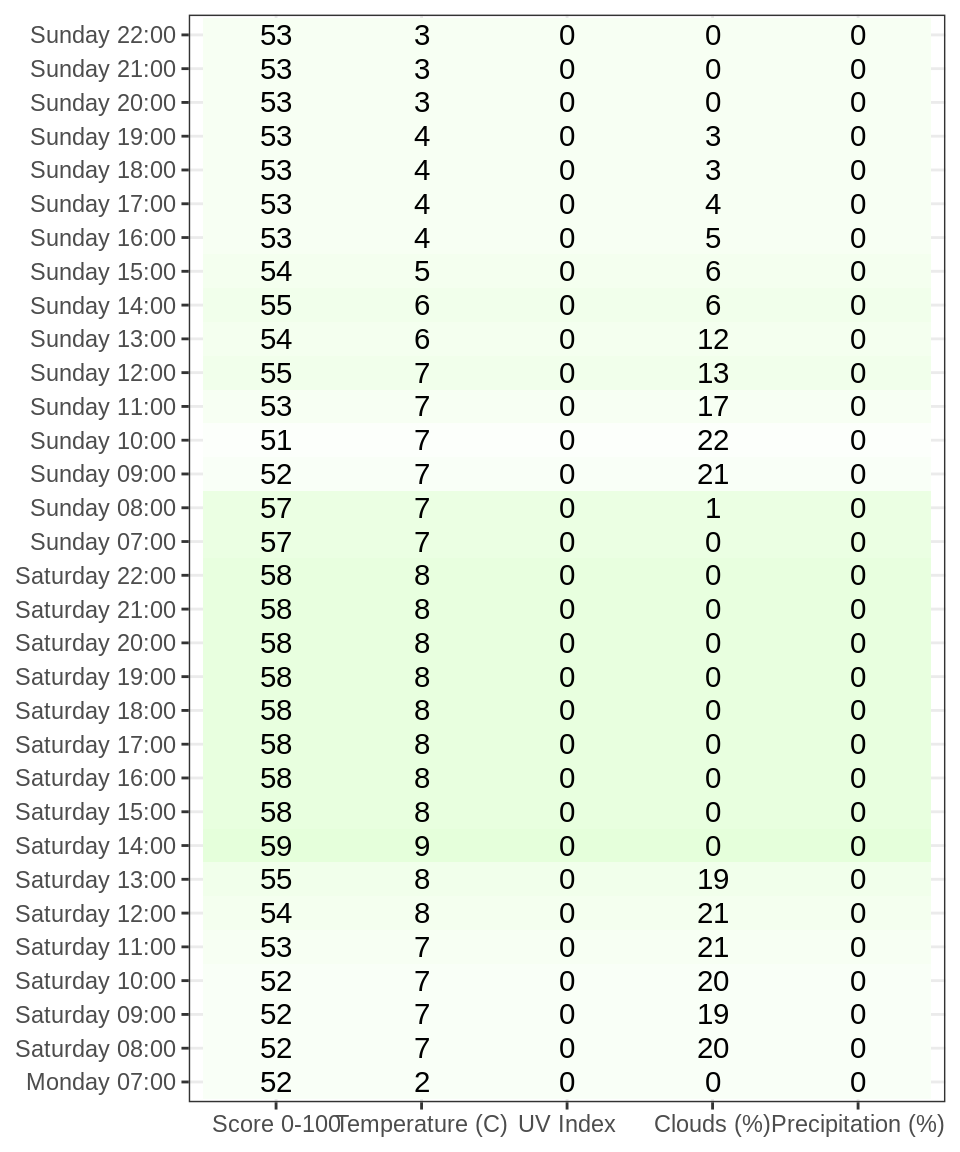 Sunday 22:00 53 3 0 0 0
Sunday 21:00 53 3 0 0 0
Sunday 20:00 53 3 0 0 0
Sunday 19:00 53 4 0 3 0
Sunday 18:00 53 4 0 3 0
Sunday 17:00 53 4 0 4 0
Sunday 16:00 53 4 0 5 0
Sunday 15:00 54 5 0 6 0
Sunday 14:00 55 6 0 6 0
Sunday 13:00 54 6 0 12 0
Sunday 12:00 55 7 0 13 0
Sunday 11:00 53 7 0 17 0
Sunday 10:00 51 7 0 22 0
Sunday 09:00 52 7 0 21 0
Sunday 08:00 57 7 0 1 0
Sunday 07:00 57 7 0 0 0
Saturday 22:00 58 8 0 0 0
Saturday 21:00 58 8 0 0 0
Saturday 20:00 58 8 0 0 0
Saturday 19:00 58 8 0 0 0
Saturday 18:00 58 8 0 0 0
Saturday 17:00 58 8 0 0 0
Saturday 16:00 58 8 0 0 0
Saturday 15:00 58 8 0 0 0
Saturday 14:00 59 9 0 0 0
Saturday 13:00 55 8 0 19 0
Saturday 12:00 54 8 0 21 0
Saturday 11:00 53 7 0 21 0
Saturday 10:00 52 7 0 20 0
Saturday 09:00 52 7 0 19 0
Saturday 08:00 52 7 0 20 0
Monday 07:00 52 2 0 0 0
Score 0-100 Temperature (C) UV Index Clouds (%) Precipitation (%)